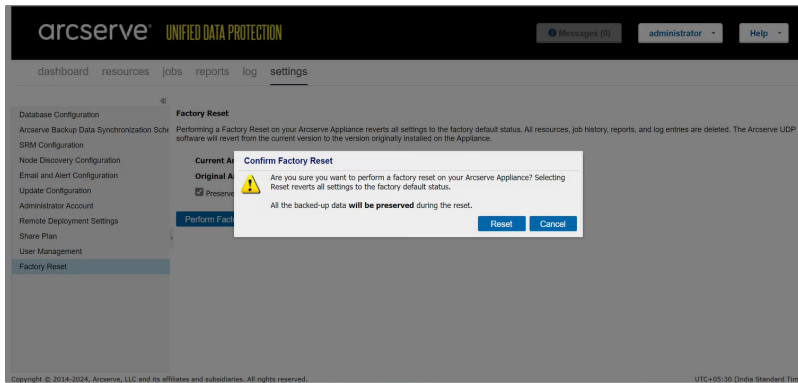 arcserve® UNIFIED DATA PROTECTION
Messages (0)
administrator
Help
dashboard resources jobs reports log settings
Database Configuration
Arcserve Backup Data Synchronization Sche
SRM Configuration
Node Discovery Configuration
Email and Alert Configuration
Update Configuration
Administrator Account
Remote Deployment Settings
Share Plan
User Management
Factory Reset
Factory Reset
Performing a Factory Reset on your Arcserve Appliance reverts all settings to the factory default status. All resources, job history, reports, and log entries are deleted. The Arcserve UDP
software will revert from the current version to the version originally installed on the Appliance.
Current Ar
Original A
Preserve
Perform Fact
Confirm Factory Reset
Are you sure you want to perform a factory reset on your Arcserve Appliance? Selecting
Reset reverts all settings to the factory default status.
All the backed-up data will be preserved during the reset.
Reset
Cancel
Copyright © 2014-2024, Arcserve, LLC and its affiliates and subsidiaries. All rights reserved.
UTC+05:30 (India Standard Tim